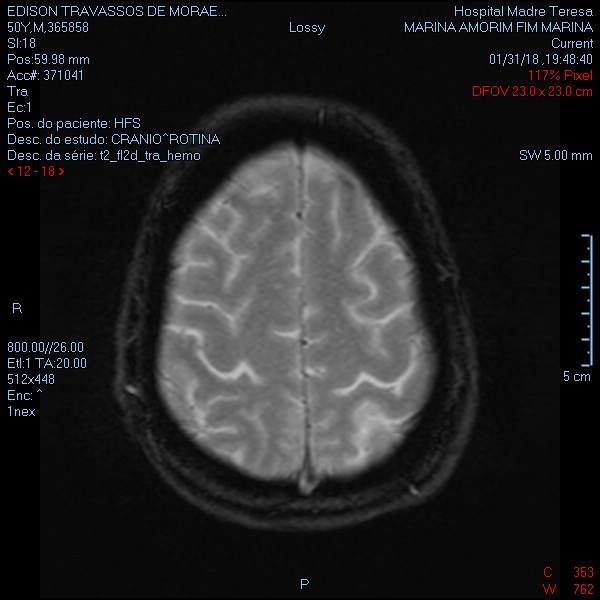 EDISON TRAVASSOS DE MORAE...
50Y,M,365858
Sl:18
Pos:59.98 mm
Acc#: 371041
Tra
Ec:1
Pos. do paciente: HFS
Desc. do estudo: CRANIO^ROTINA
Desc. da série: t2_fl2d_tra_hemo
< 12 - 18 >
Lossy
Hospital Madre Teresa
MARINA AMORIM FIM MARINA
Current
01/31/18 ,19:48:40
117% Pixel
DFOV 23.0 x 23.0 cm
SW 5.00 mm
R
800.00//26.00
Etl:1 TA:20.00
512x448
Enc: ^
1nex
5 cm
P
C 353
W 762